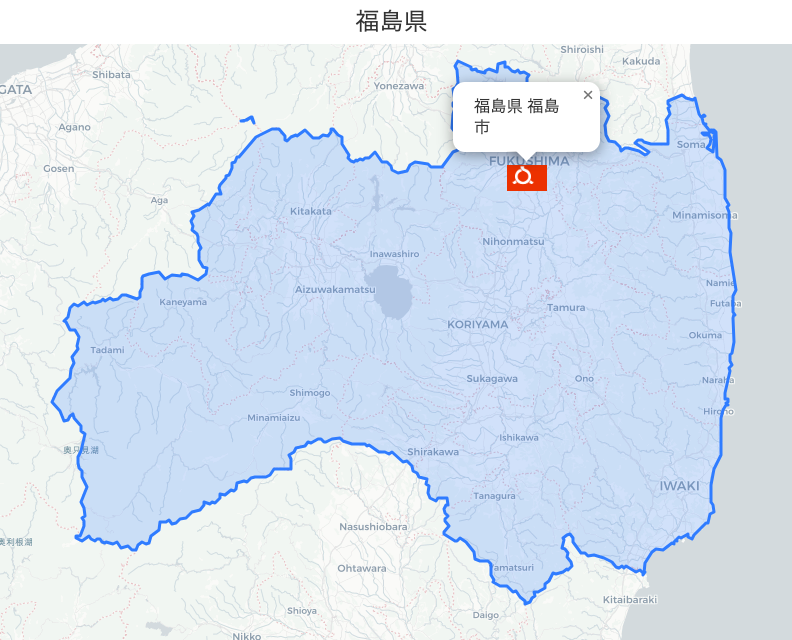 福島県
Shiroishi
Kakuda
GATA
Shibata
Yonezawa
福島県 福島
市
×
Agano
Soma
FUKUSHIMA
Gosen
Aga
Kitakata
Minamisoma
Nihonmatsu
Inawashiro
Aizuwakamatsu
Namie
Kaneyama
Futaba
Tamura
KORIYAMA
Okuma
Tadami
Sukagawa
Ono
Naraha
Shimogo
Hirono
Minamiaizu
Ishikawa
奥只見湖
Shirakawa
IWAKI
Tanagura
Nasushiobara
奥利根湖
Ottawara
Yamatsuri
Kitaibaraki
Shioya
Daigo
Nikko